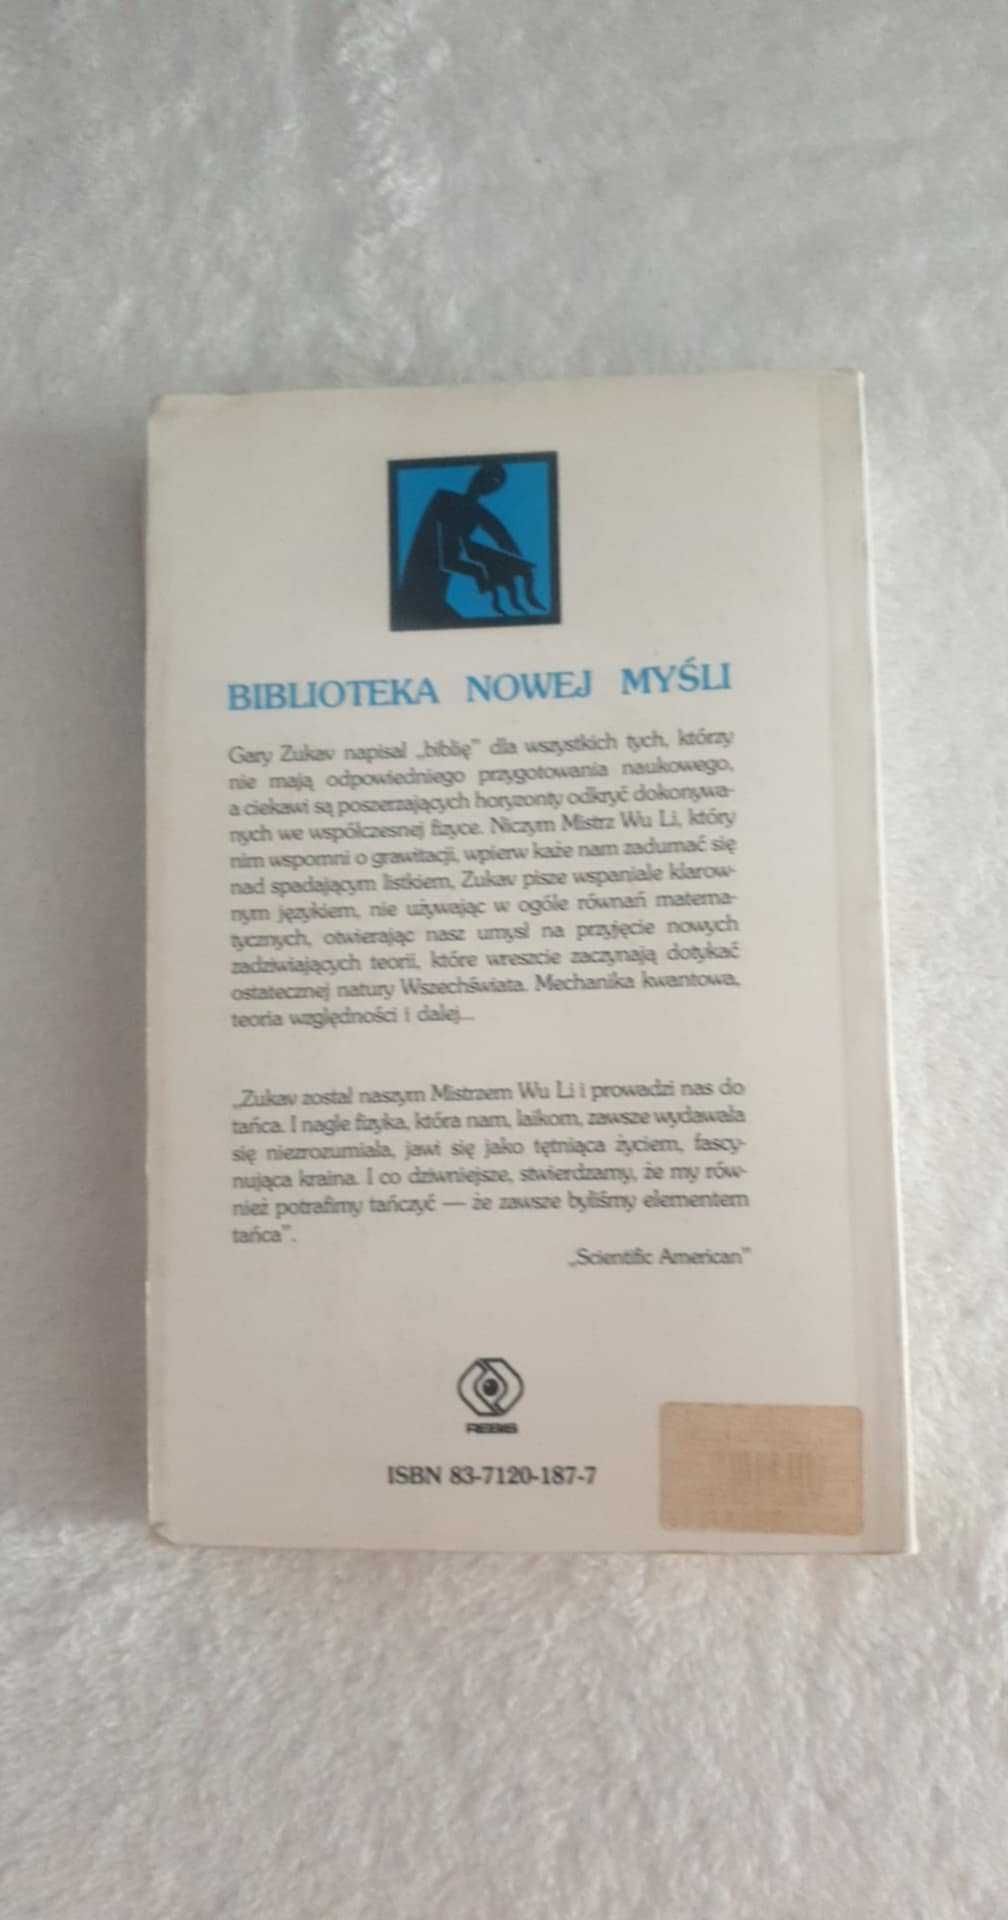 BIBLIOTEKA NOWEJ MYŚLI
Gary Zukav napisał „biblię” dla wszystkich tych, którzy
nie mają odpowiedniego przygotowania naukowego,
a ciekawi są poszerzających horyzonty odkryć dokonywa-
nych we współczesnej fizyce. Niczym Mistrz Wu Li, który
nim wspomni o grawitacji, wpierw każe nam zadumać się
nad spadającym listkiem, Zukav pisze wspaniale klarow-
nym językiem, nie używając w ogóle równań matema-
tycznych, otwierając nasz umysł na przyjęcie nowych
zadziwiających teorii, które wreszcie zaczynają dotykać
ostatecznej natury Wszechświata. Mechanika kwantowa,
teoria względności i dalej...
„Zukav został naszym Mistrzem Wu Li i prowadzi nas do
tańca. I nagle fizyka, która nam, laikom, zawsze wydawała
się niezrozumiała, jawi się jako tętniąca życiem, fascy-
nująca kraina. I co dziwniejsze, stwierdzamy, że my rów-
nież potrafimy tańczyć — że zawsze byliśmy elementem
tańca”.
„Scientific American”
REBIS
ISBN 83-7120-187-7